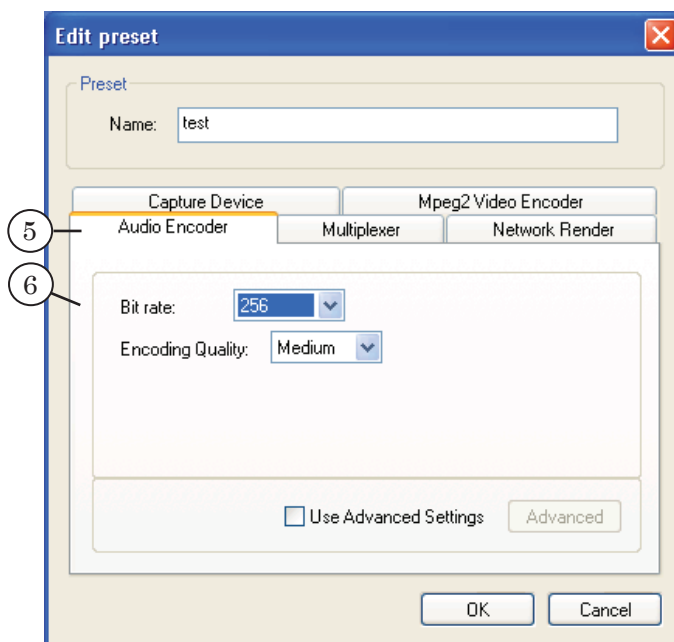 Edit preset
Preset
Name: test
Capture Device Mpeg2 Video Encoder
5 Audio Encoder Multiplexer Network Render
6
Bit rate: 256
Encoding Quality: Medium
Use Advanced Settings Advanced
OK Cancel